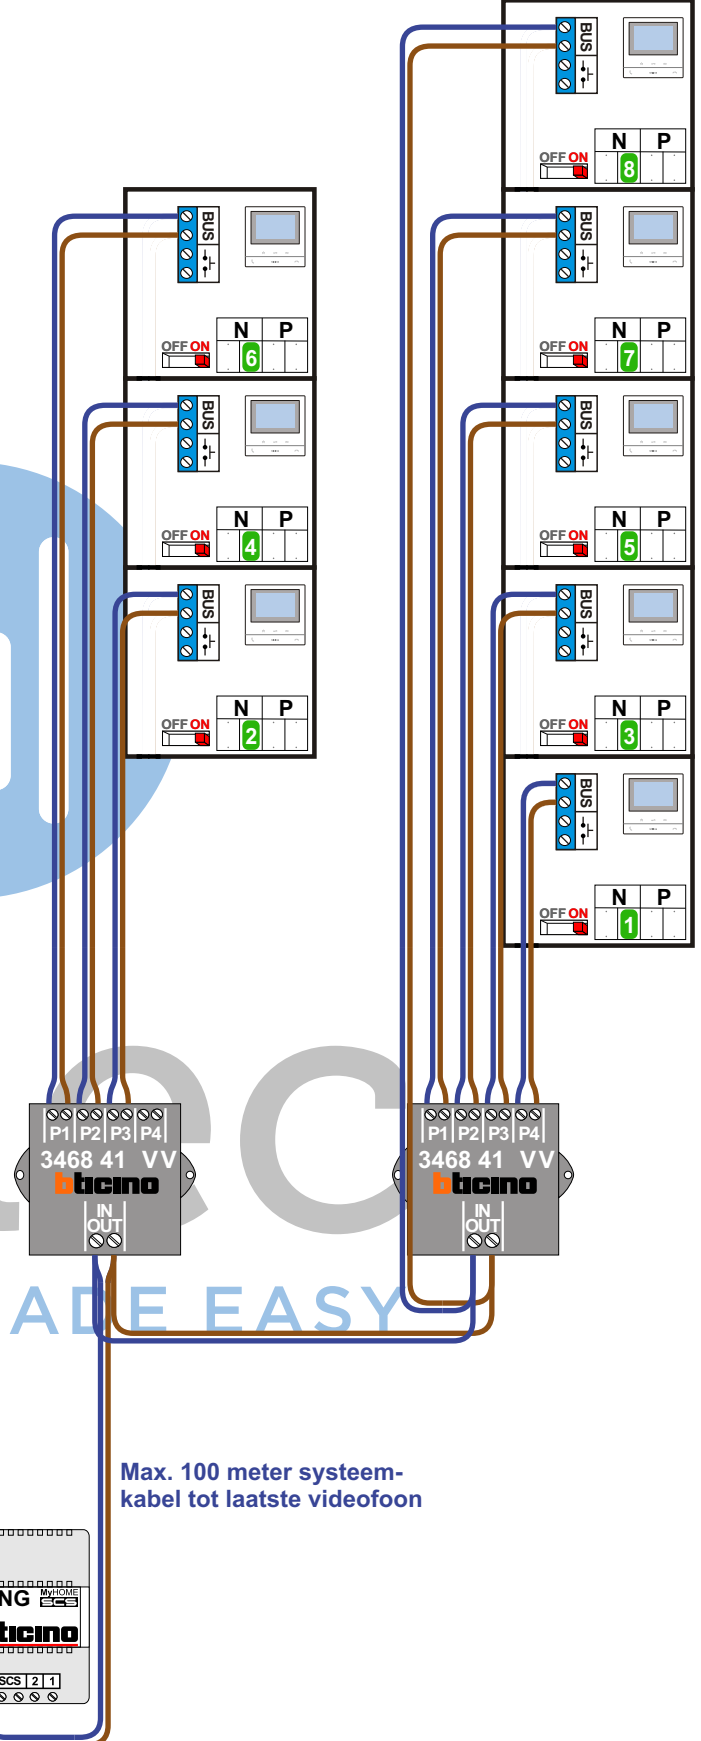 BUS
N P
OFF ON
8
BUS
N P
OFF ON
6
BUS
N P
OFF ON
7
BUS
N P
OFF ON
4
BUS
N P
OFF ON
5
BUS
N P
OFF ON
2
BUS
N P
OFF ON
3
BUS
N P
OFF ON
1
P1 P2 P3 P4
3468 41 VV
bticino
IN
OUT
P1 P2 P3 P4
3468 41 VV
bticino
IN
OUT
ADE EASY
Max. 100 meter systeem-
kabel tot laatste videofoon
NG MyHOME
SCS
ticino
SCS 2 1